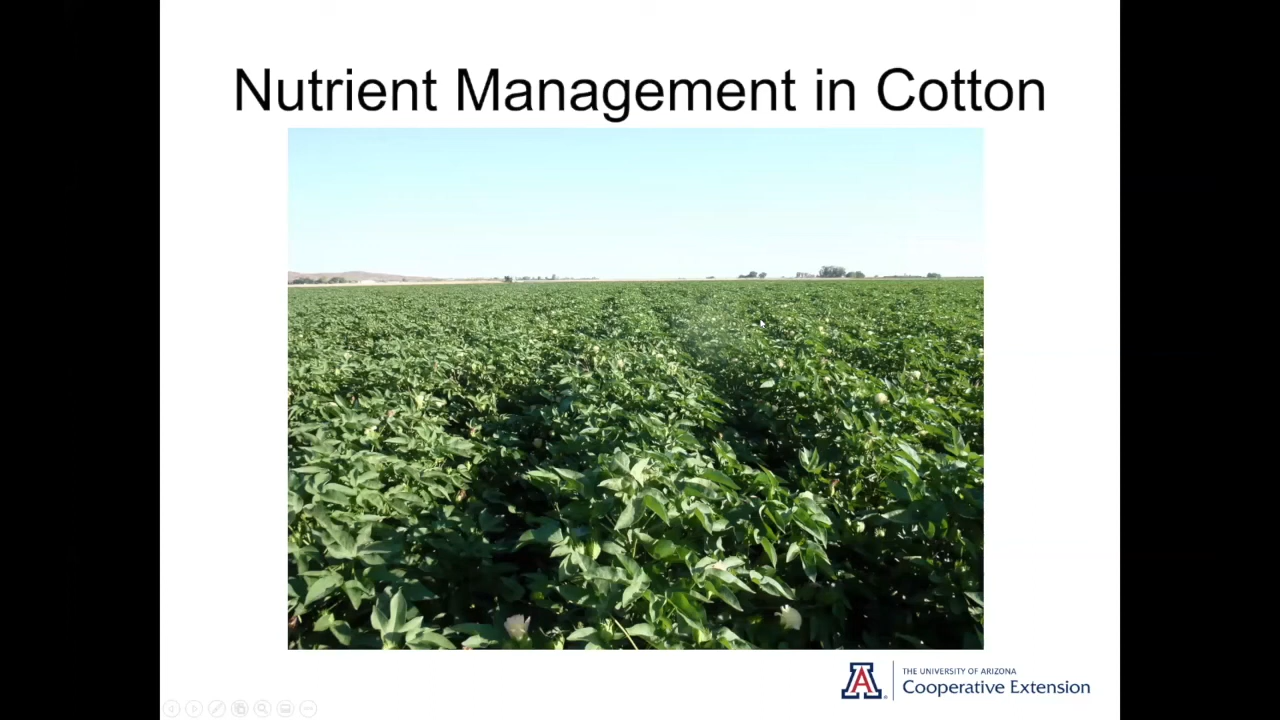 Nutrient Management in Cotton
THE UNIVERSITY OF ARIZONA
Cooperative Extension